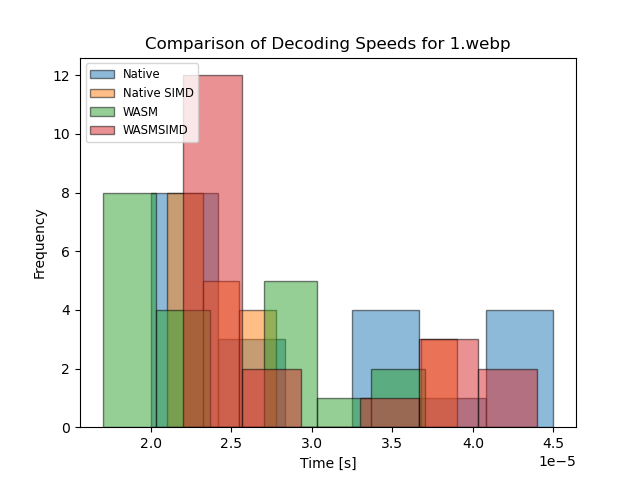 Comparison of Decoding Speeds for 1.webp
Native
Native SIMD
WASM
WASMSIMD
12
10
8
6
4
2
0
Frequency
2.0 2.5 3.0 3.5 4.0 4.5
1e−5
Time [s]